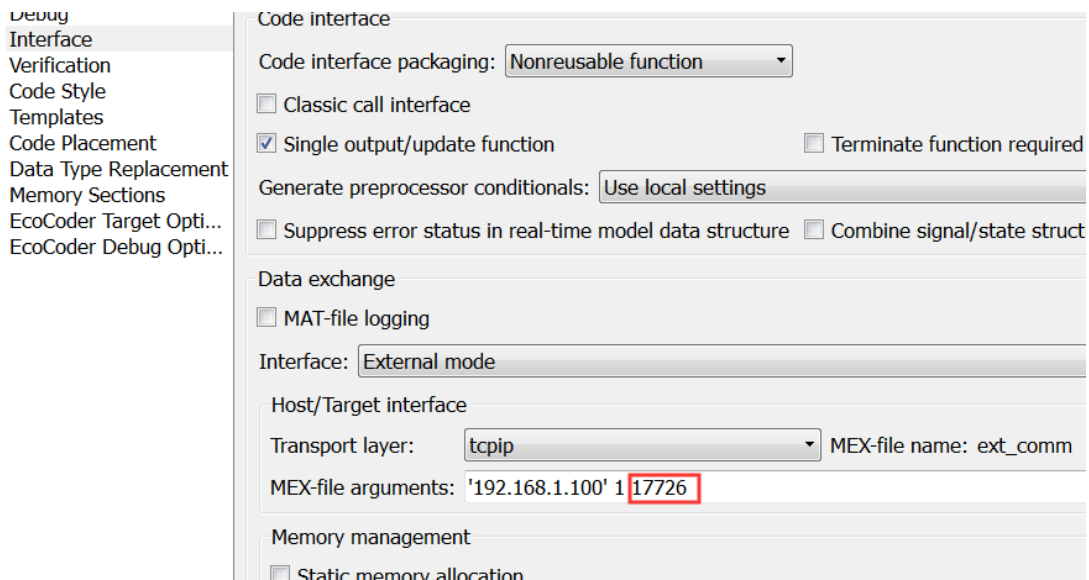 Debug
Interface
Verification
Code Style
Templates
Code Placement
Data Type Replacement
Memory Sections
EcoCoder Target Opti...
EcoCoder Debug Opti...
Code interface
Code interface packaging: Nonreusable function
Classic call interface
Single output/update function Terminate function required
Generate preprocessor conditionals: Use local settings
Suppress error status in real-time model data structure Combine signal/state struct
Data exchange
MAT-file logging
Interface: External mode
Host/Target interface
Transport layer: tcpip MEX-file name: ext_comm
MEX-file arguments: '192.168.1.100' 1 17726
Memory management
Static memory allocation